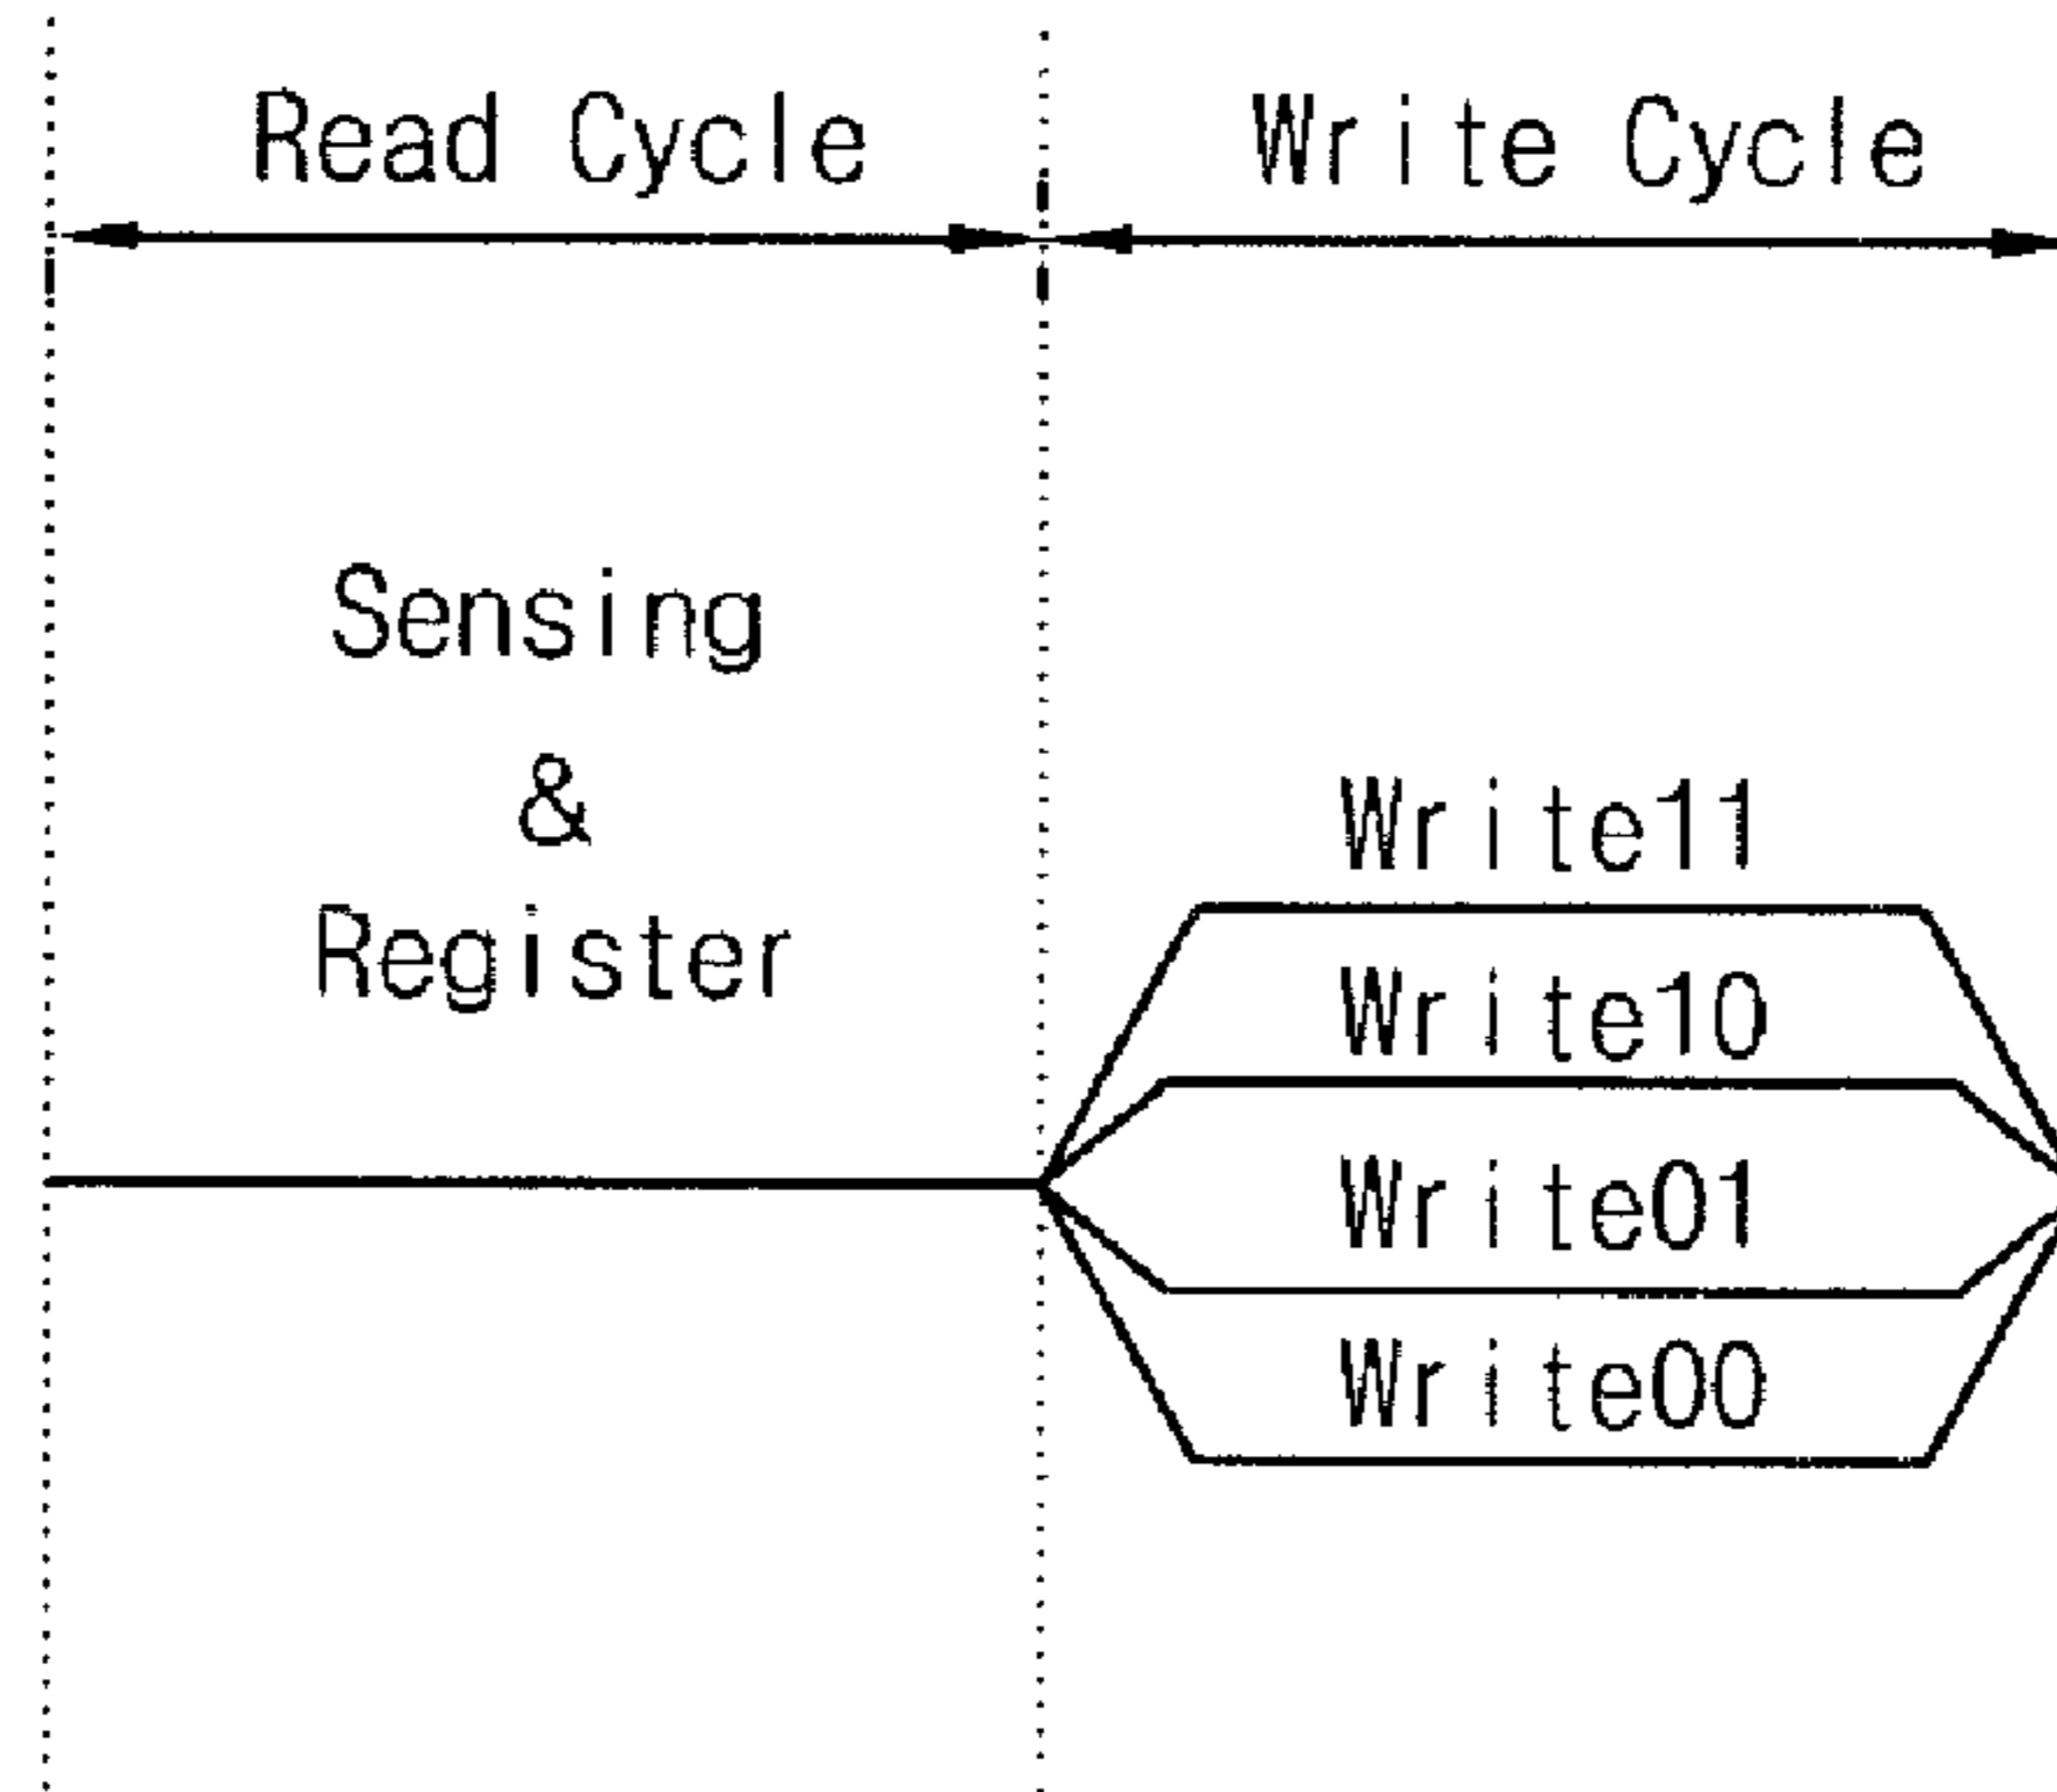 Read Cycle
Write Cycle
Sensing
&
Register
Write11
Write10
Write01
Write00